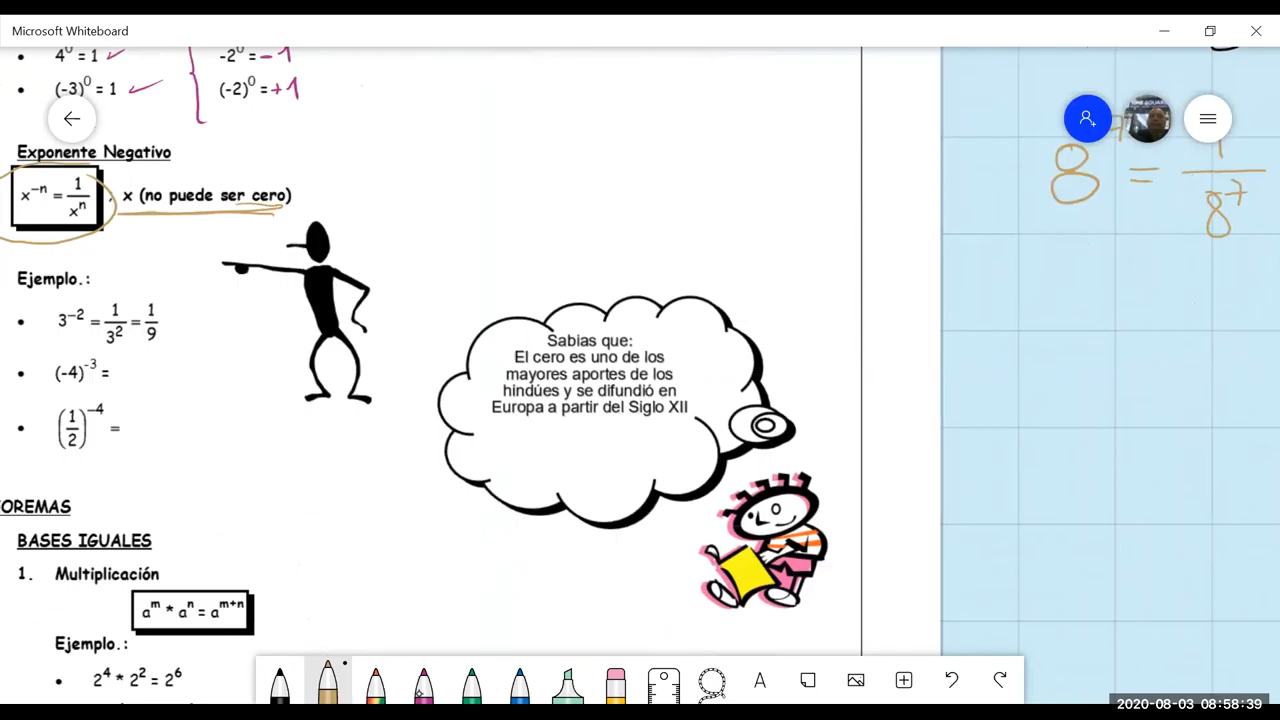 Microsoft Whiteboard
4⁰ = 1
(-3)⁰ = 1
-2⁰ = -1
(-2)⁰ = +1
Exponente Negativo
x⁻ⁿ = 1/xⁿ , x (no puede ser cero)
Ejemplo.:
3⁻² = 1/3² = 1/9
(-4)⁻³ =
(1/2)⁻⁴ =
Sabias que:
El cero es uno de los
mayores aportes de los
hindúes y se difundió en
Europa a partir del Siglo XII
OREMAS
BASES IGUALES
1. Multiplicación
aᵐ * aⁿ = aᵐ⁺ⁿ
Ejemplo.:
2⁴ * 2² = 2⁶
8 = 1/8⁷
A
2020-08-03 08:58:39